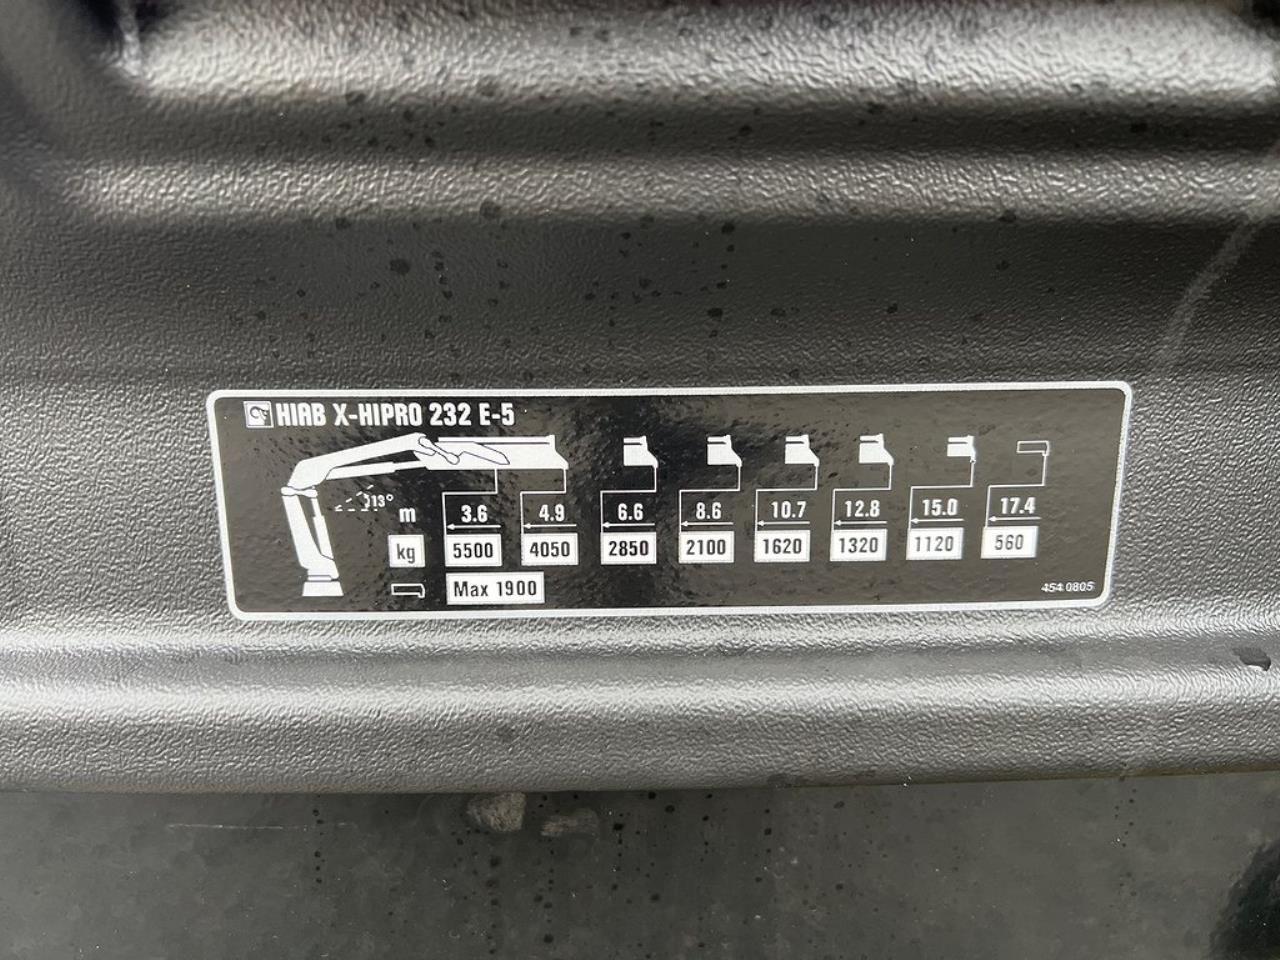 HIAB X-HIPRO 232 E-5
13°
m 3.6 4.9 6.6 8.6 10.7 12.8 15.0 17.4
kg 5500 4050 2850 2100 1620 1320 1120 560
Max 1900
454 0805